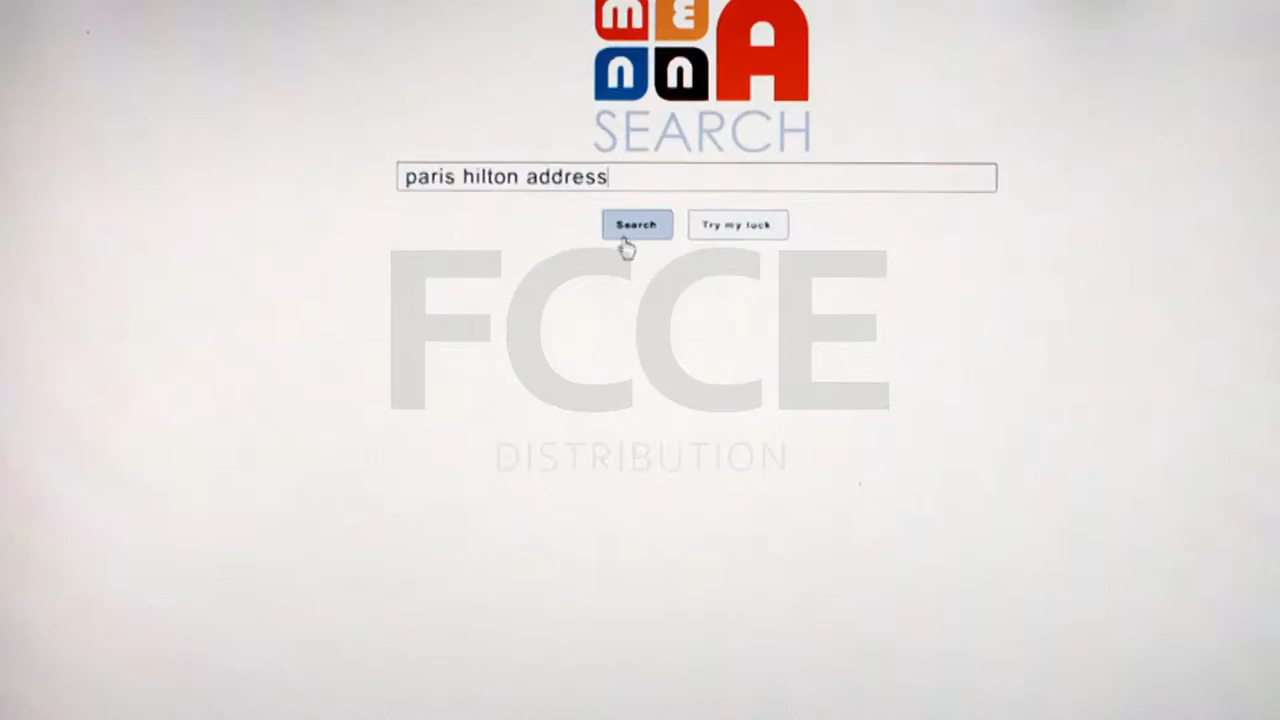 m ε A
n n
SEARCH
paris hilton address
Search Try my luck
FCCE
DISTRIBUTION